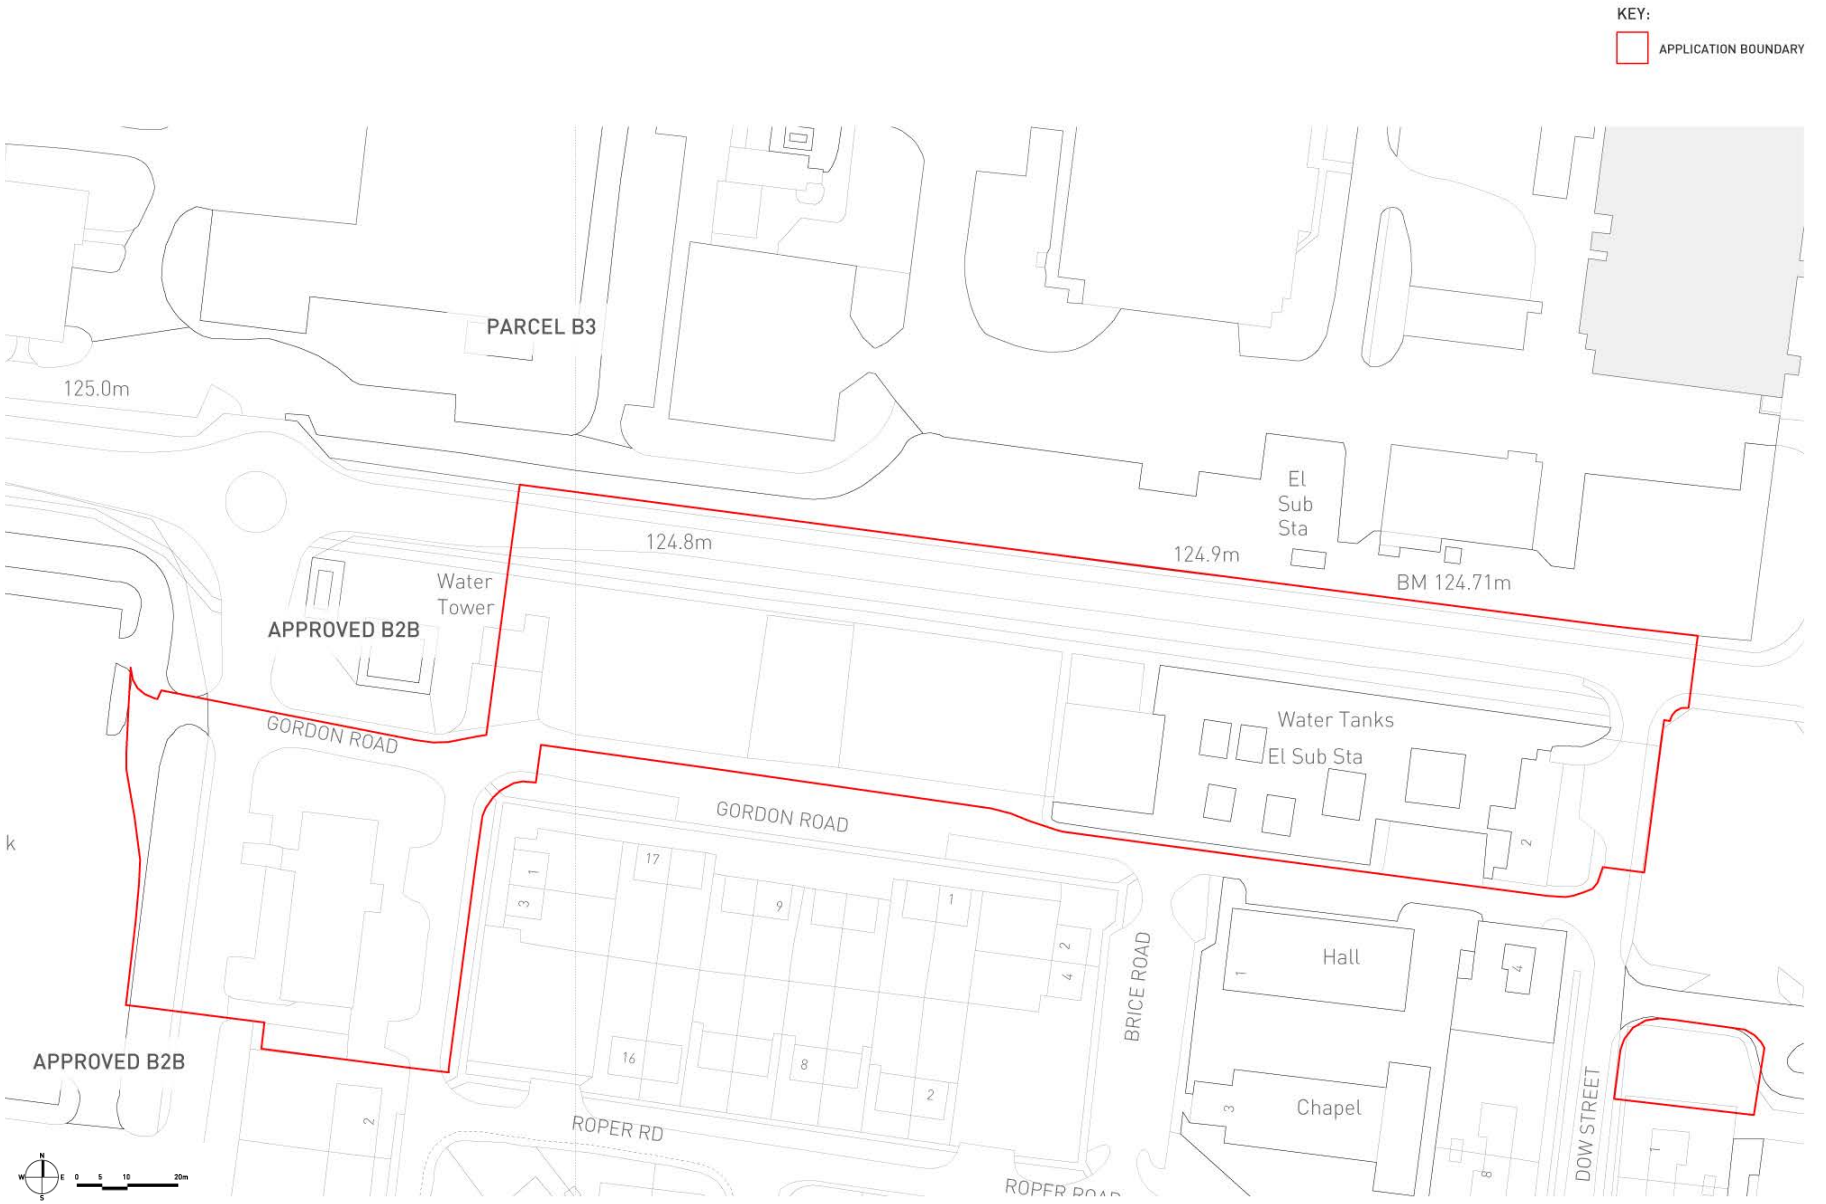 KEY:
APPLICATION BOUNDARY
PARCEL B3
125.0m
El
Sub
Sta
124.8m
124.9m
BM 124.71m
Water
Tower
APPROVED B2B
Water Tanks
El Sub Sta
GORDON ROAD
GORDON ROAD
k
2
17
1
3
9
1
2
4
Hall
1
4
BRICE ROAD
16
8
2
APPROVED B2B
2
ROPER RD
Chapel
3
DOW STREET
8
1
ROPER ROAD
N
W E
S
0 5 10 20m